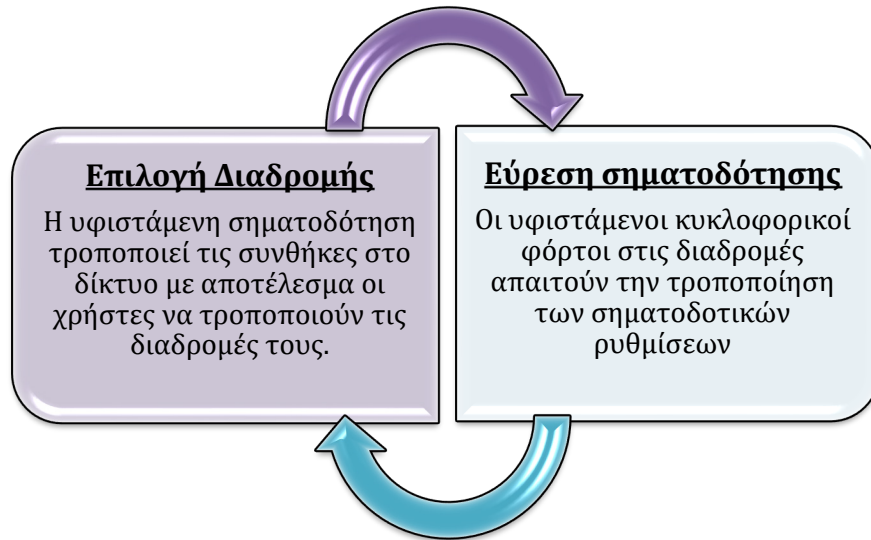 Επιλογή Διαδρομής
Η υφιστάμενη σηματοδότηση
τροποποιεί τις συνθήκες στο
δίκτυο με αποτέλεσμα οι
χρήστες να τροποποιούν τις
διαδρομές τους.
Εύρεση σηματοδότησης
Οι υφιστάμενοι κυκλοφορικοί
φόρτοι στις διαδρομές
απαιτούν την τροποποίηση
των σηματοδοτικών
ρυθμίσεων